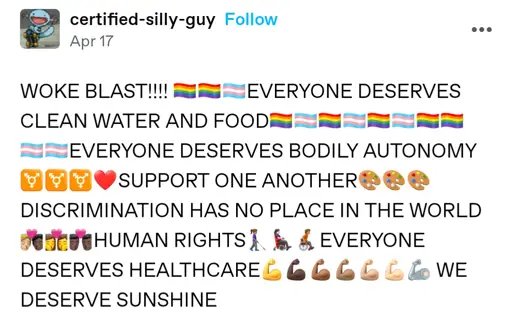 certified-silly-guy Follow
Apr 17
WOKE BLAST!!!! 🏳️‍🌈🏳️‍🌈🏳️‍⚧️EVERYONE DESERVES
CLEAN WATER AND FOOD🏳️‍🌈🏳️‍⚧️🏳️‍🌈🏳️‍⚧️🏳️‍🌈🏳️‍⚧️🏳️‍🌈🏳️‍🌈
🏳️‍⚧️🏳️‍⚧️EVERYONE DESERVES BODILY AUTONOMY
⚧️⚧️⚧️❤️SUPPORT ONE ANOTHER🎨🎨🎨
DISCRIMINATION HAS NO PLACE IN THE WORLD
👩🏼‍❤️‍💋‍👨🏿👩‍❤️‍💋‍👩👨🏿‍❤️‍💋‍👨🏿HUMAN RIGHTS👨🏽‍🦯👩🏻‍🦼🧑🏾‍🦽 EVERYONE
DESERVES HEALTHCARE💪💪🏿💪🏾💪🏽💪🏼💪🏻🦾 WE
DESERVE SUNSHINE